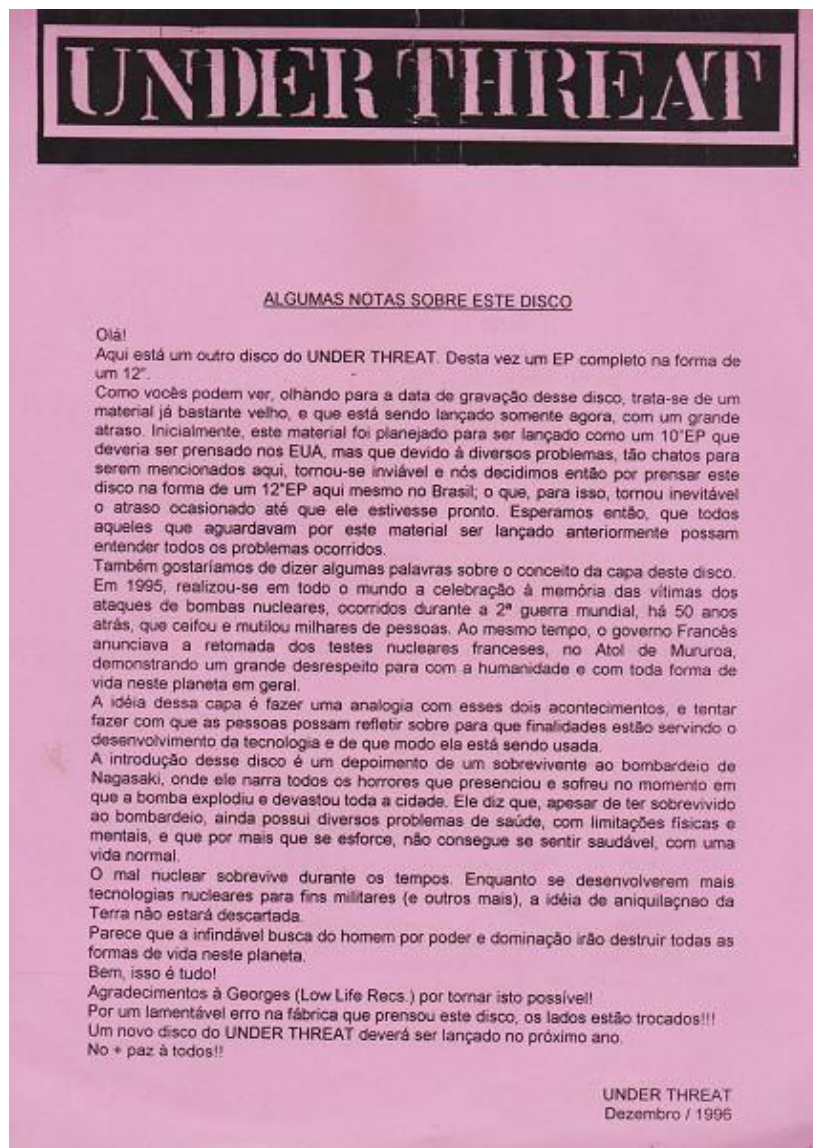 UNDER THREAT
ALGUMAS NOTAS SOBRE ESTE DISCO
Olá!
Aqui está um outro disco do UNDER THREAT. Desta vez um EP completo na forma de
um 12".
Como vocês podem ver, olhando para a data de gravação desse disco, trata-se de um
material já bastante velho, e que está sendo lançado somente agora, com um grande
atraso. Inicialmente, este material foi planejado para ser lançado como um 10"EP que
deveria ser prensado nos EUA, mas que devido à diversos problemas, tão chatos para
serem mencionados aqui, tornou-se inviável e nós decidimos então por prensar este
disco na forma de um 12"EP aqui mesmo no Brasil; o que, para isso, tornou inevitável
o atraso ocasionado até que ele estivesse pronto. Esperamos então, que todos
aqueles que aguardavam por este material ser lançado anteriormente possam
entender todos os problemas ocorridos.
Também gostaríamos de dizer algumas palavras sobre o conceito da capa deste disco.
Em 1995, realizou-se em todo o mundo a celebração à memória das vítimas dos
ataques de bombas nucleares, ocorridos durante a 2ª guerra mundial, há 50 anos
atrás, que ceifou e mutilou milhares de pessoas. Ao mesmo tempo, o governo Francês
anunciava a retomada dos testes nucleares franceses, no Atol de Mururoa,
demonstrando um grande desrespeito para com a humanidade e com toda forma de
vida neste planeta em geral.
A idéia dessa capa é fazer uma analogia com esses dois acontecimentos, e tentar
fazer com que as pessoas possam refletir sobre para que finalidades estão servindo o
desenvolvimento da tecnologia e de que modo ela está sendo usada.
A introdução desse disco é um depoimento de um sobrevivente ao bombardeio de
Nagasaki, onde ele narra todos os horrores que presenciou e sofreu no momento em
que a bomba explodiu e devastou toda a cidade. Ele diz que, apesar de ter sobrevivido
ao bombardeio, ainda possui diversos problemas de saúde, com limitações físicas e
mentais, e que por mais que se esforce, não consegue se sentir saudável, com uma
vida normal.
O mal nuclear sobrevive durante os tempos. Enquanto se desenvolverem mais
tecnologias nucleares para fins militares (e outros mais), a idéia de aniquilaçnao da
Terra não estará descartada.
Parece que a infindável busca do homem por poder e dominação irão destruir todas as
formas de vida neste planeta.
Bem, isso é tudo!
Agradecimentos à Georges (Low Life Recs.) por tornar isto possível!
Por um lamentável erro na fábrica que prensou este disco, os lados estão trocados!!!
Um novo disco do UNDER THREAT deverá ser lançado no próximo ano.
No + paz à todos!!
UNDER THREAT
Dezembro / 1996